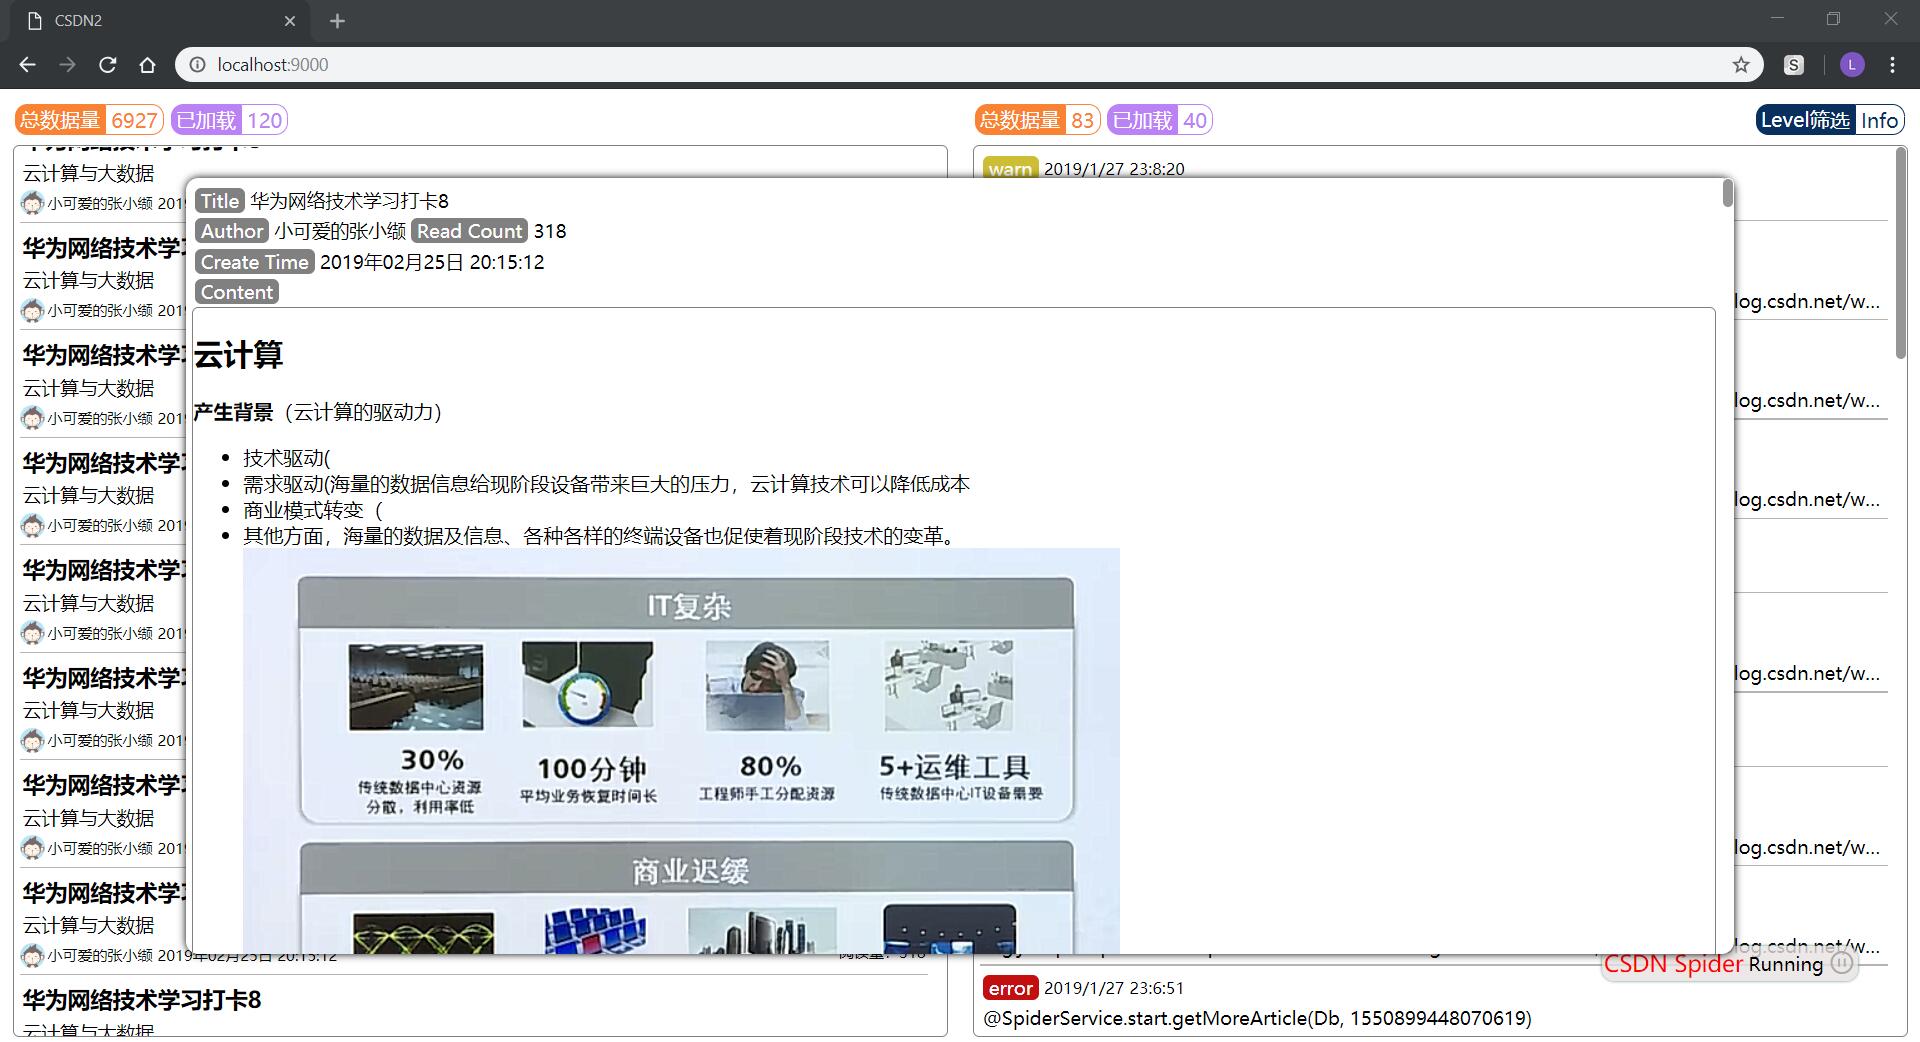 CSDN2
localhost:9000
S
L
总数据量 6927 已加载 120
总数据量 83 已加载 40
Level筛选 Info
云计算与大数据
小可爱的张小缬 201
华为网络技术学
云计算与大数据
小可爱的张小缬 2019
华为网络技术学
云计算与大数据
小可爱的张小缬 2019
华为网络技术学
云计算与大数据
小可爱的张小缬 2019
华为网络技术学
云计算与大数据
小可爱的张小缬 2019
华为网络技术学
云计算与大数据
小可爱的张小缬 2019
华为网络技术学
云计算与大数据
小可爱的张小缬 2019
华为网络技术学
云计算与大数据
小可爱的张小缬 2019年02月25日 20:15:12
华为网络技术学习打卡8
云计算与大数据
Title 华为网络技术学习打卡8
Author 小可爱的张小缬 Read Count 318
Create Time 2019年02月25日 20:15:12
Content
云计算
产生背景（云计算的驱动力）
技术驱动(
需求驱动(海量的数据信息给现阶段设备带来巨大的压力，云计算技术可以降低成本
商业模式转变（
其他方面，海量的数据及信息、各种各样的终端设备也促使着现阶段技术的变革。
IT复杂
30%
传统数据中心资源
分散，利用率低
100分钟
平均业务恢复时间长
80%
工程师手工分配资源
5+运维工具
传统数据中心IT设备需要
商业迟缓
warn 2019/1/27 23:8:20
log.csdn.net/w...
log.csdn.net/w...
log.csdn.net/w...
log.csdn.net/w...
log.csdn.net/w...
log.csdn.net/w...
CSDN Spider Running
error 2019/1/27 23:6:51
@SpiderService.start.getMoreArticle(Db, 1550899448070619)